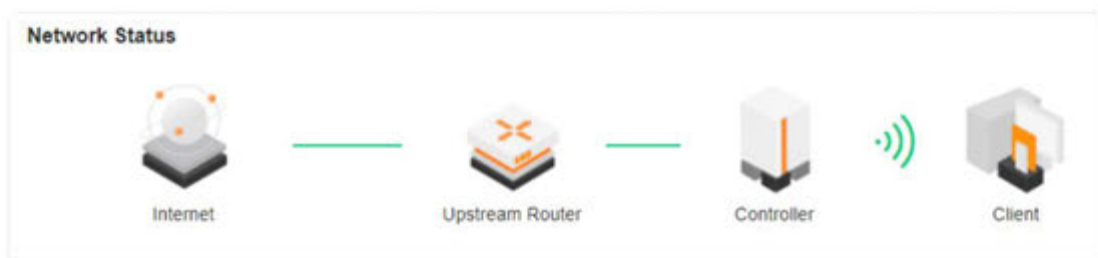 Network Status
Internet
Upstream Router
Controller
Client